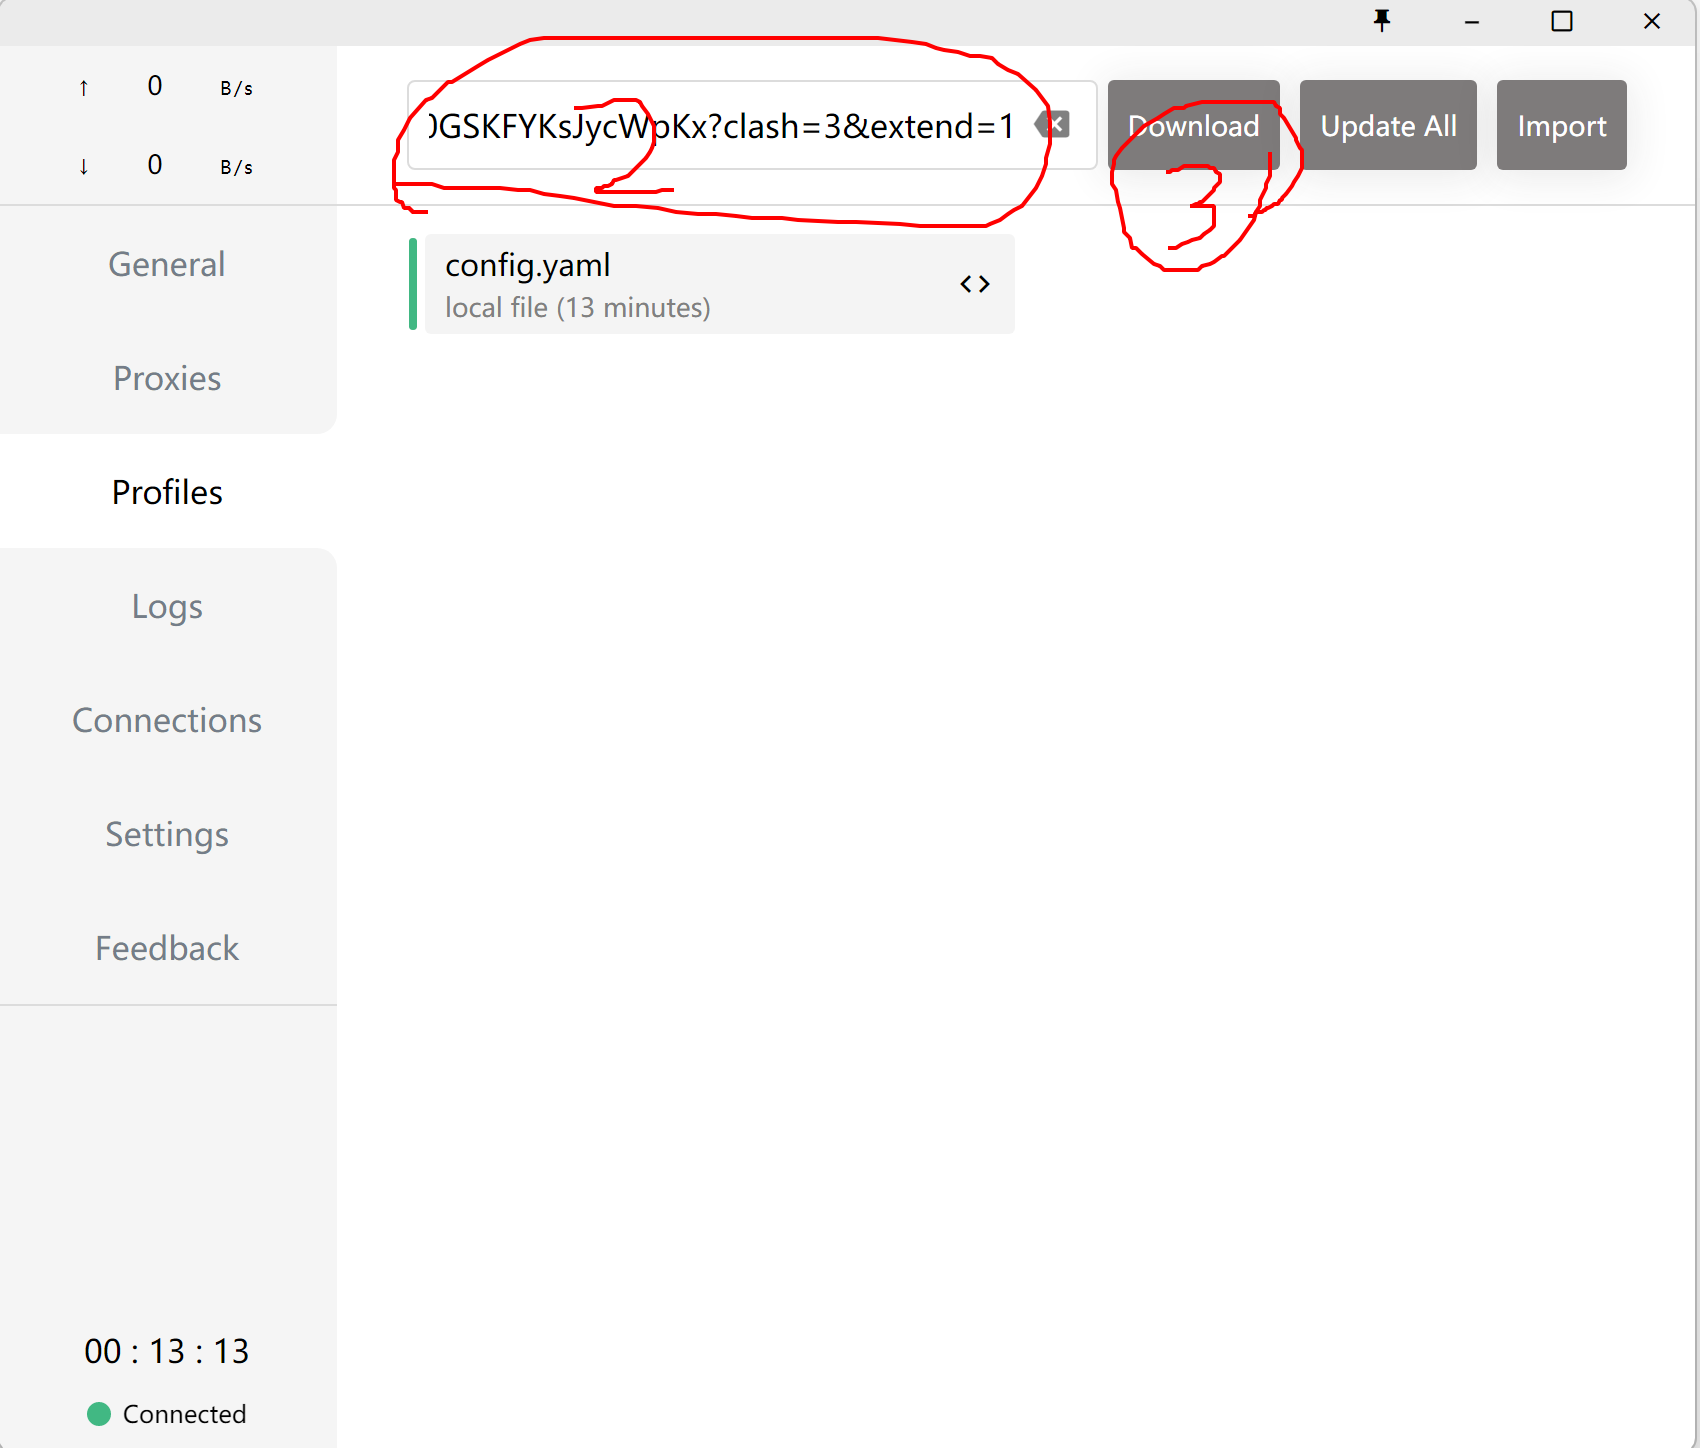 ↑ 0 B/s
↓ 0 B/s
GSKFYKsJycWpKx?clash=3&extend=1
Download
Update All
Import
2
3
General
Proxies
Profiles
Logs
Connections
Settings
Feedback
config.yaml
local file (13 minutes)
<>
00 : 13 : 13
Connected